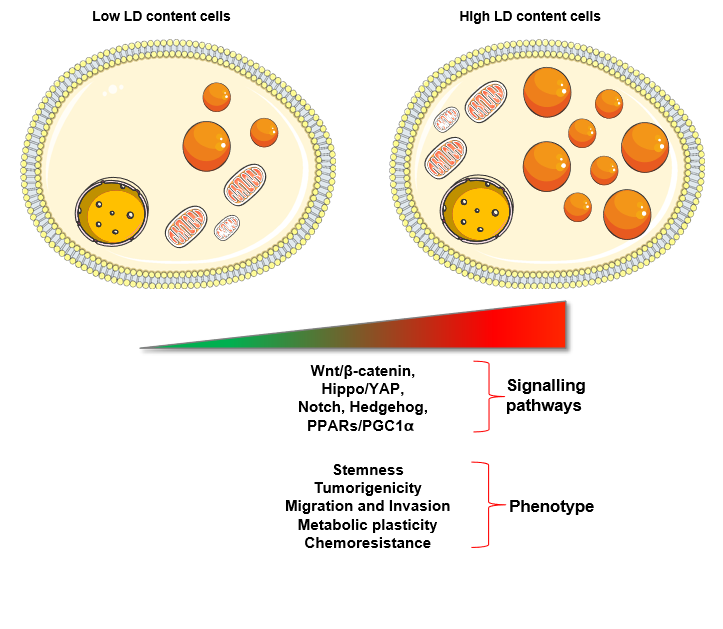 Low LD content cells
HIgh LD content cells
Wnt/β-catenin,
Hippo/YAP,
Notch, Hedgehog,
PPARs/PGC1α
Signalling
pathways
Stemness
Tumorigenicity
Migration and Invasion
Metabolic plasticity
Chemoresistance
Phenotype